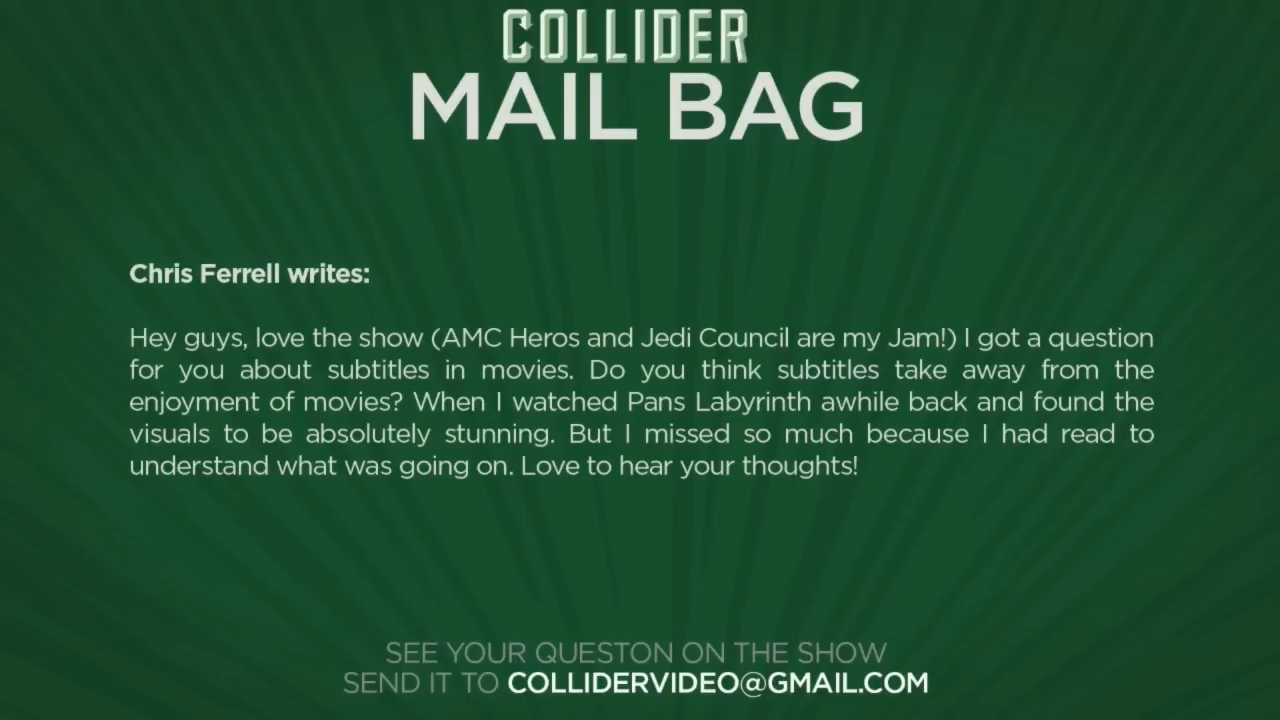 COLLIDER
MAIL BAG
Chris Ferrell writes:
Hey guys, love the show (AMC Heros and Jedi Council are my Jam!) I got a question
for you about subtitles in movies. Do you think subtitles take away from the
enjoyment of movies? When I watched Pans Labyrinth awhile back and found the
visuals to be absolutely stunning. But I missed so much because I had read to
understand what was going on. Love to hear your thoughts!
SEE YOUR QUESTON ON THE SHOW
SEND IT TO COLLIDERVIDEO@GMAIL.COM